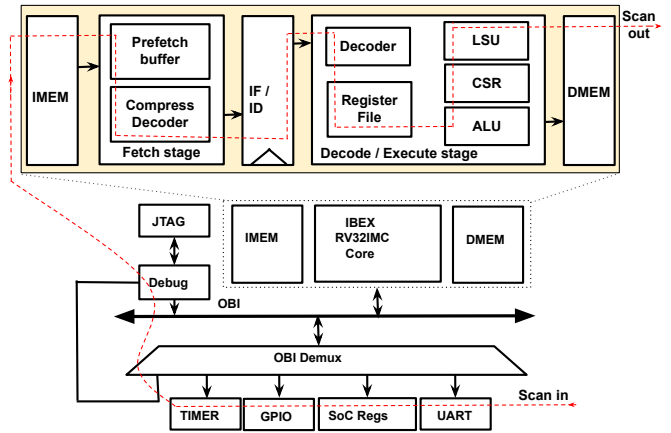 Scan
out
Prefetch
buffer
Decoder
LSU
IMEM
IF /
ID
CSR
DMEM
Compress
Decoder
Register
File
ALU
Fetch stage
Decode / Execute stage
JTAG
IMEM
IBEX
RV32IMC
Core
DMEM
Debug
OBI
OBI Demux
Scan in
TIMER
GPIO
SoC Regs
UART